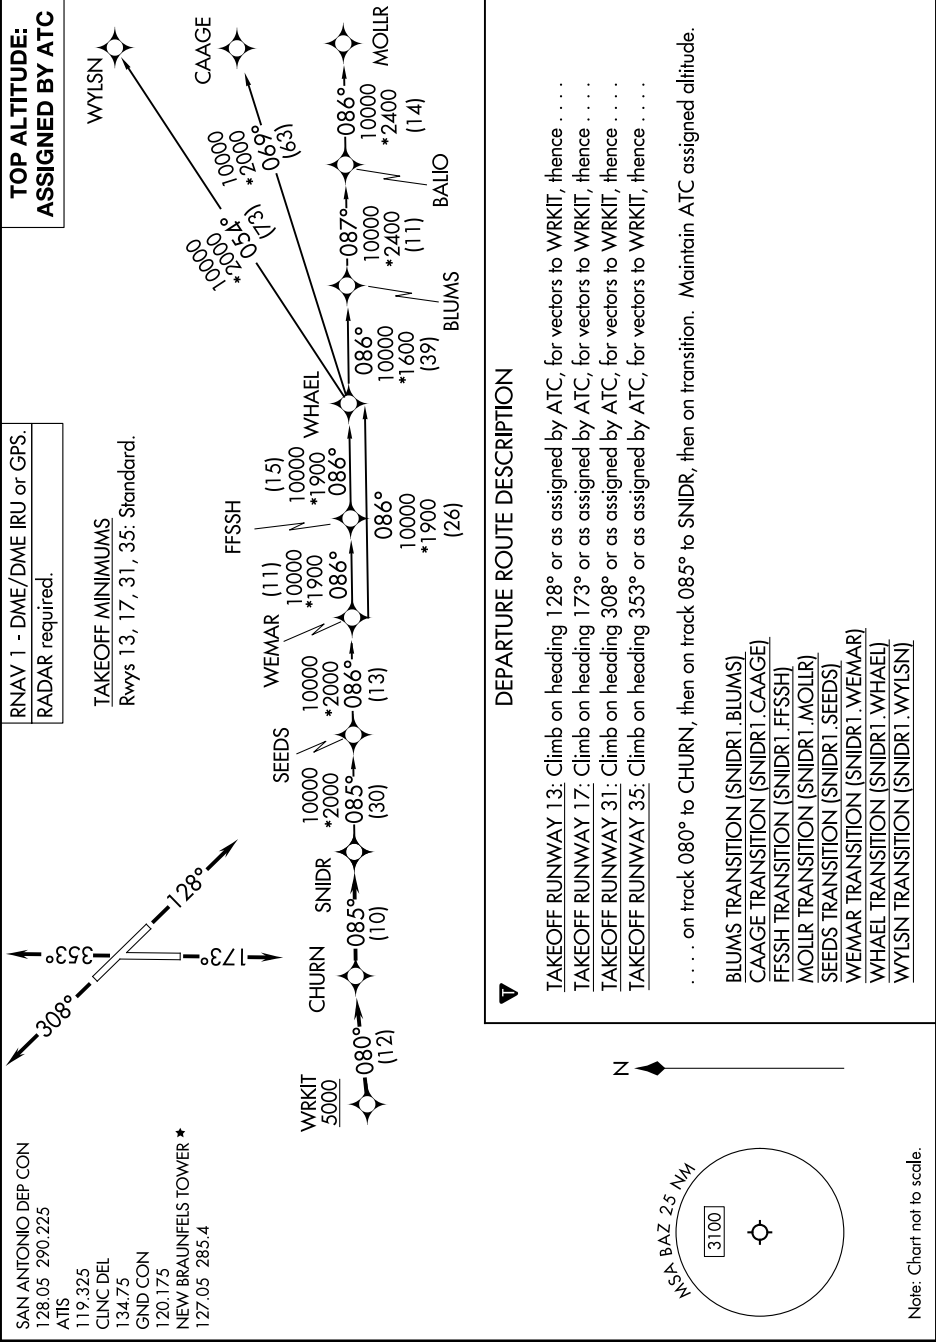 TOP ALTITUDE:
ASSIGNED BY ATC
RNAV 1 - DME/DME IRU or GPS.
RADAR required.
TAKEOFF MINIMUMS
Rwys 13, 17, 31, 35: Standard.
SAN ANTONIO DEP CON
128.05 290.225
ATIS
119.325
CLNC DEL
134.75
GND CON
120.175
NEW BRAUNFELS TOWER ★
127.05 285.4
308°
353°
128°
173°
WRKIT
5000
080°
(12)
CHURN
085°
(10)
SNIDR
10000
*2000
085°
(30)
SEEDS
10000
*2000
086°
(13)
WEMAR
(11)
10000
*1900
086°
FFSSH
(15)
10000
*1900
086°
086°
10000
*1900
(26)
WHAEL
10000
*2000
054°
(73)
WYLSN
10000
*2000
069°
(63)
CAAGE
086°
10000
*1600
(39)
BLUMS
087°
10000
*2400
(11)
BALIO
086°
10000
*2400
(14)
MOLLR
N
MSA BAZ 25 NM
3100
Note: Chart not to scale.
T
DEPARTURE ROUTE DESCRIPTION
TAKEOFF RUNWAY 13: Climb on heading 128° or as assigned by ATC, for vectors to WRKIT, thence . . . .
TAKEOFF RUNWAY 17: Climb on heading 173° or as assigned by ATC, for vectors to WRKIT, thence . . . .
TAKEOFF RUNWAY 31: Climb on heading 308° or as assigned by ATC, for vectors to WRKIT, thence . . . .
TAKEOFF RUNWAY 35: Climb on heading 353° or as assigned by ATC, for vectors to WRKIT, thence . . . .
. . . . on track 080° to CHURN, then on track 085° to SNIDR, then on transition. Maintain ATC assigned altitude.
BLUMS TRANSITION (SNIDR1.BLUMS)
CAAGE TRANSITION (SNIDR1.CAAGE)
FFSSH TRANSITION (SNIDR1.FFSSH)
MOLLR TRANSITION (SNIDR1.MOLLR)
SEEDS TRANSITION (SNIDR1.SEEDS)
WEMAR TRANSITION (SNIDR1.WEMAR)
WHAEL TRANSITION (SNIDR1.WHAEL)
WYLSN TRANSITION (SNIDR1.WYLSN)